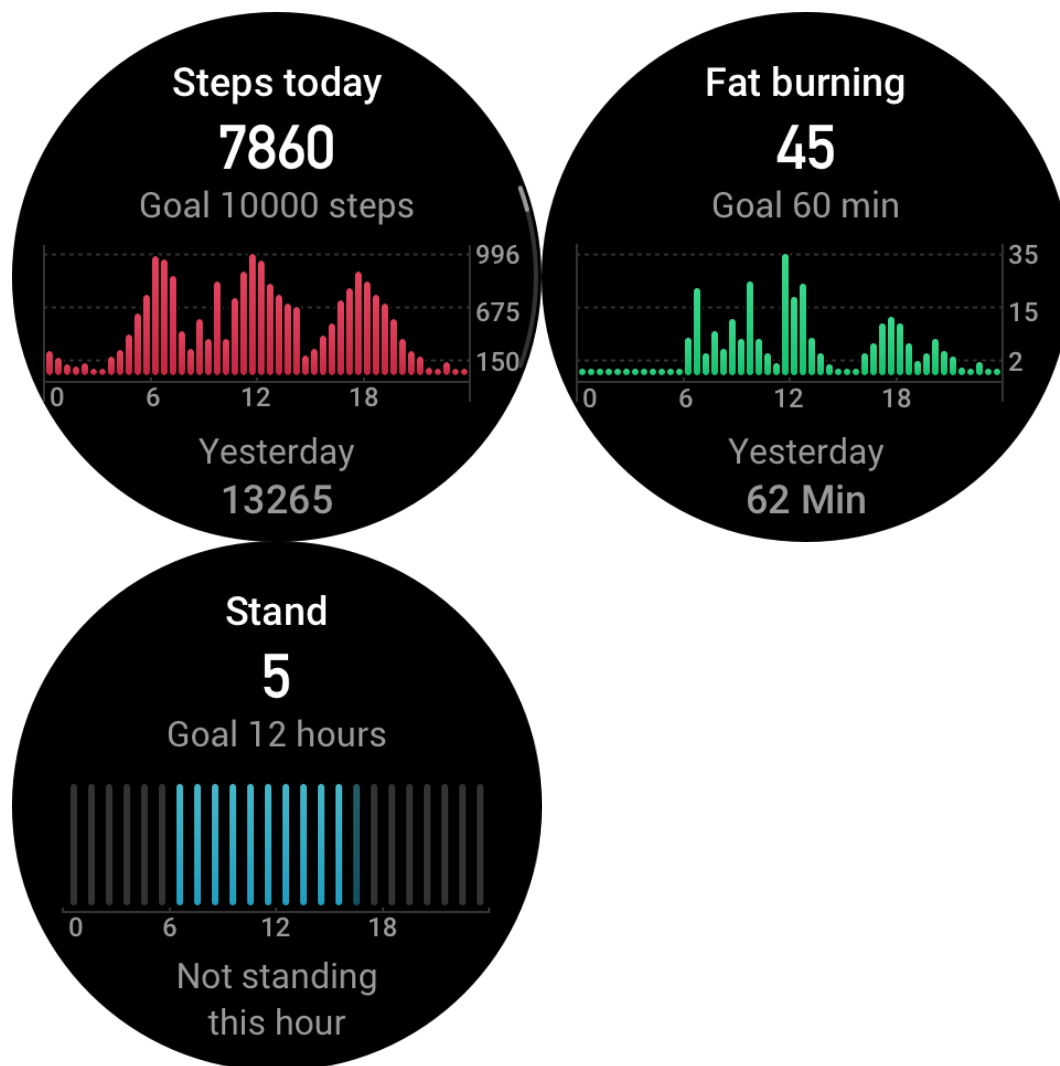 Steps today
7860
Goal 10000 steps
996
675
150
0 6 12 18
Yesterday
13265
Fat burning
45
Goal 60 min
35
15
2
0 6 12 18
Yesterday
62 Min
Stand
5
Goal 12 hours
0 6 12 18
Not standing
this hour